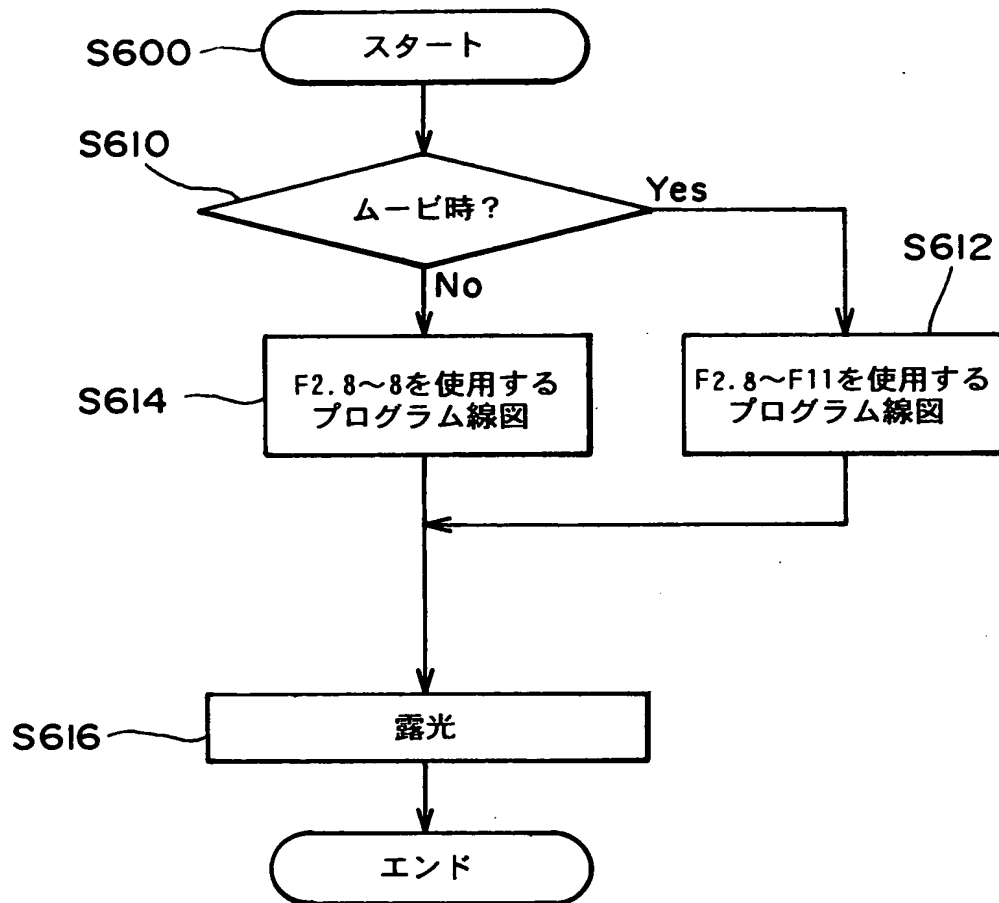 S600
スタート
S610
ムービ時?
Yes
S612
No
S614
F2.8~8を使用する
プログラム線図
F2.8~F11を使用する
プログラム線図
S616
露光
エンド